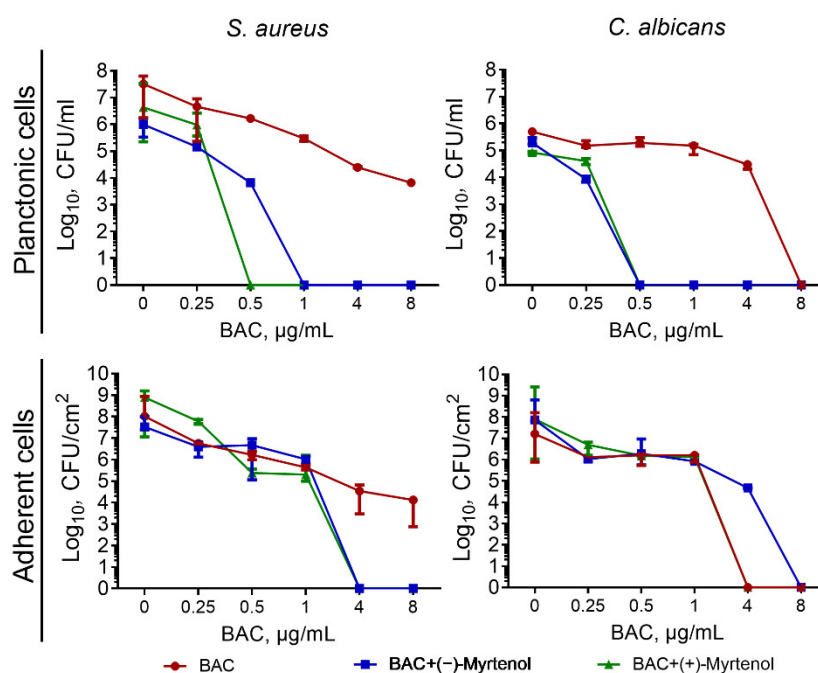 S. aureus
C. albicans
Planctonic cells
Log10, CFU/ml
8
7
6
5
4
3
2
1
0
0 0.25 0.5 1 4 8
BAC, µg/mL
Log10, CFU/ml
8
7
6
5
4
3
2
1
0
0 0.25 0.5 1 4 8
BAC, µg/mL
Adherent cells
Log10, CFU/cm2
10
9
8
7
6
5
4
3
2
1
0
0 0.25 0.5 1 4 8
BAC, µg/mL
Log10, CFU/cm2
10
9
8
7
6
5
4
3
2
1
0
0 0.25 0.5 1 4 8
BAC, µg/mL
BAC BAC+(−)-Myrtenol BAC+(+)-Myrtenol